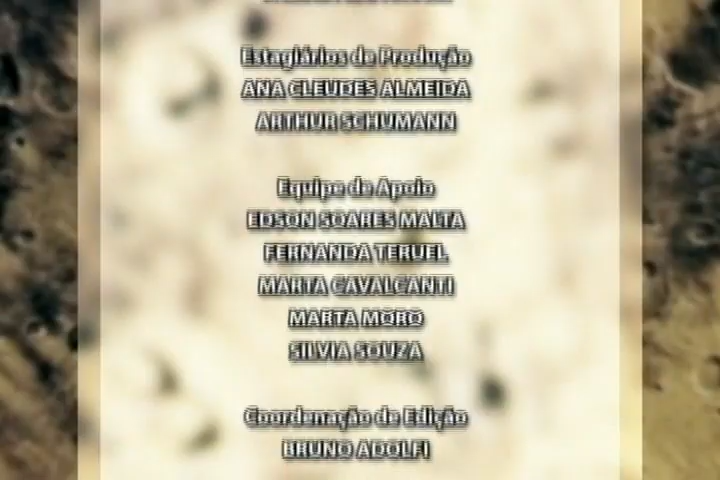 Estagiários de Produção
ANA CLEUDES ALMEIDA
ARTHUR SCHUMANN
Equipe de Apoio
EDSON SOARES MALTA
FERNANDA TERUEL
MARTA CAVALCANTI
MARTA MORO
SILVIA SOUZA
Coordenação de Edição
BRUNO ADOLFI